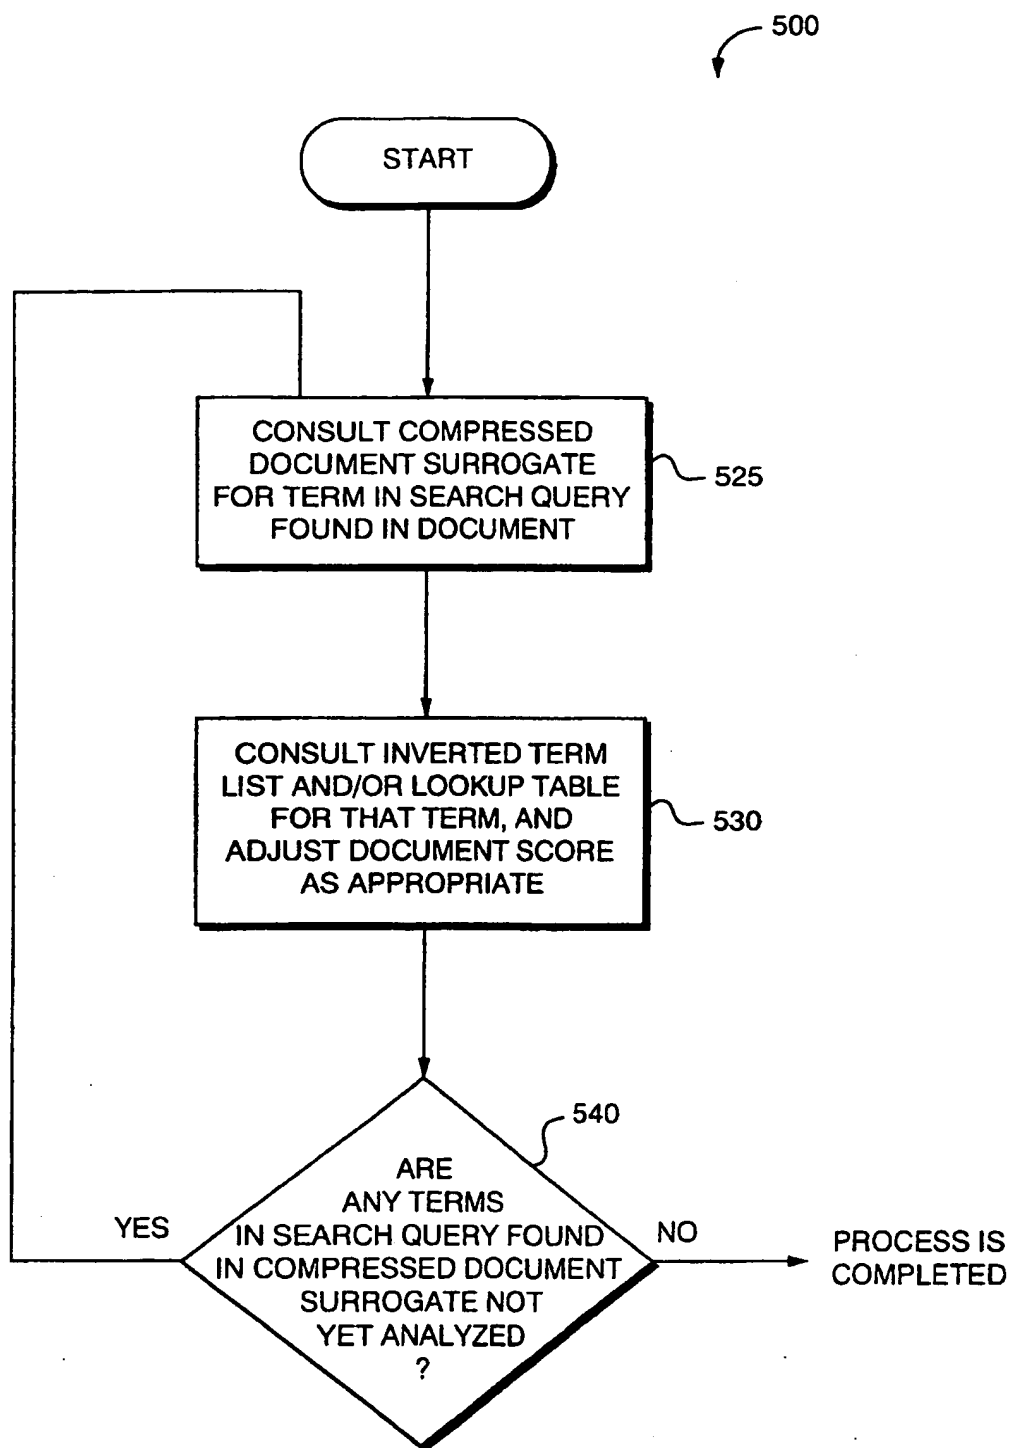 500
START
CONSULT COMPRESSED
DOCUMENT SURROGATE
FOR TERM IN SEARCH QUERY
FOUND IN DOCUMENT
525
CONSULT INVERTED TERM
LIST AND/OR LOOKUP TABLE
FOR THAT TERM, AND
ADJUST DOCUMENT SCORE
AS APPROPRIATE
530
540
ARE
ANY TERMS
IN SEARCH QUERY FOUND
IN COMPRESSED DOCUMENT
SURROGATE NOT
YET ANALYZED
?
YES
NO
PROCESS IS
COMPLETED